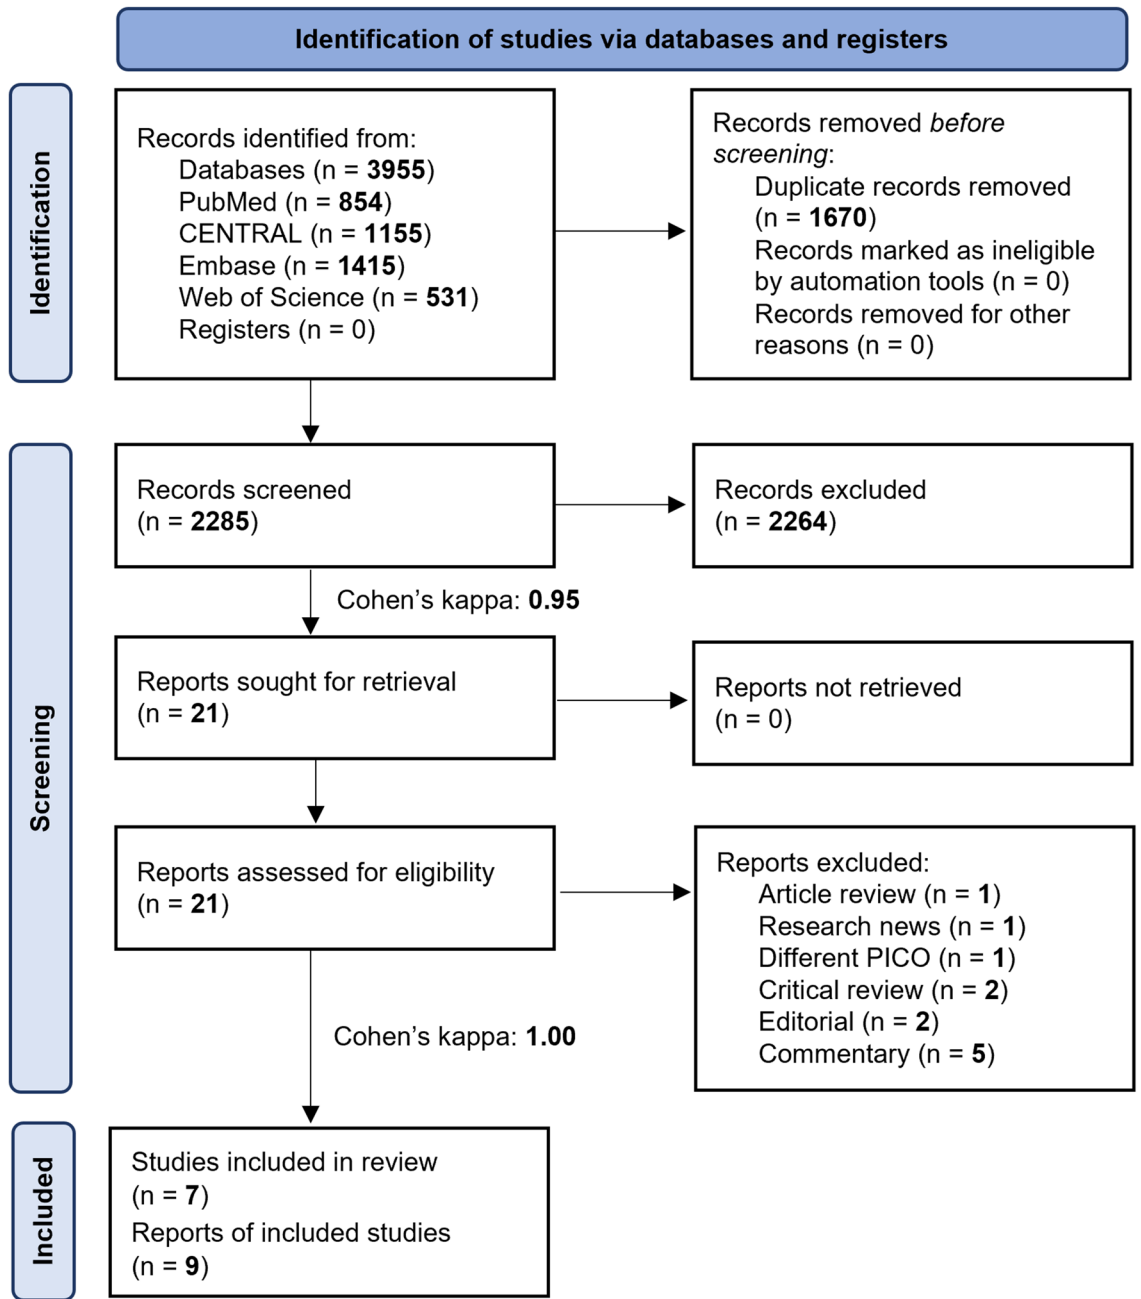 Identification of studies via databases and registers
Identification
Records identified from:
Databases (n = 3955)
PubMed (n = 854)
CENTRAL (n = 1155)
Embase (n = 1415)
Web of Science (n = 531)
Registers (n = 0)
Records removed before
screening:
Duplicate records removed
(n = 1670)
Records marked as ineligible
by automation tools (n = 0)
Records removed for other
reasons (n = 0)
Screening
Records screened
(n = 2285)
Records excluded
(n = 2264)
Cohen’s kappa: 0.95
Reports sought for retrieval
(n = 21)
Reports not retrieved
(n = 0)
Reports assessed for eligibility
(n = 21)
Reports excluded:
Article review (n = 1)
Research news (n = 1)
Different PICO (n = 1)
Critical review (n = 2)
Editorial (n = 2)
Commentary (n = 5)
Cohen’s kappa: 1.00
Included
Studies included in review
(n = 7)
Reports of included studies
(n = 9)